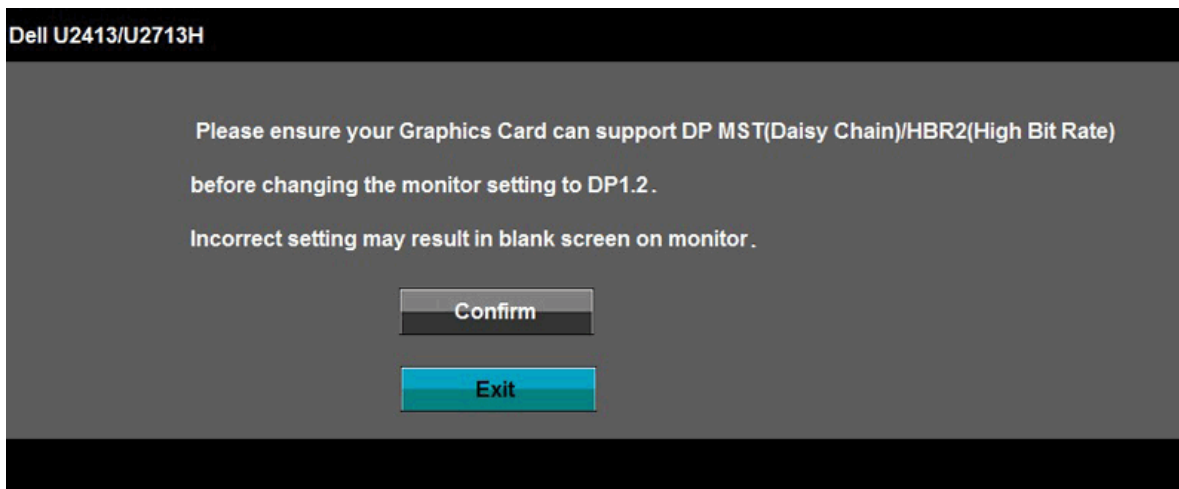 Dell U2413/U2713H
Please ensure your Graphics Card can support DP MST(Daisy Chain)/HBR2(High Bit Rate)
before changing the monitor setting to DP1.2.
Incorrect setting may result in blank screen on monitor.
Confirm
Exit